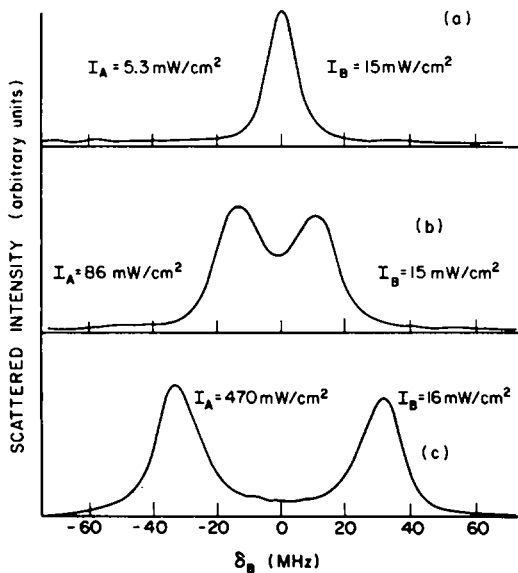 (a)
I_A = 5.3 mW/cm²
I_B = 15 mW/cm²
(b)
I_A = 86 mW/cm²
I_B = 15 mW/cm²
I_A = 470 mW/cm²
I_B = 16 mW/cm²
(c)
SCATTERED INTENSITY (arbitrary units)
-60 -40 -20 0 20 40 60
δ_B (MHz)